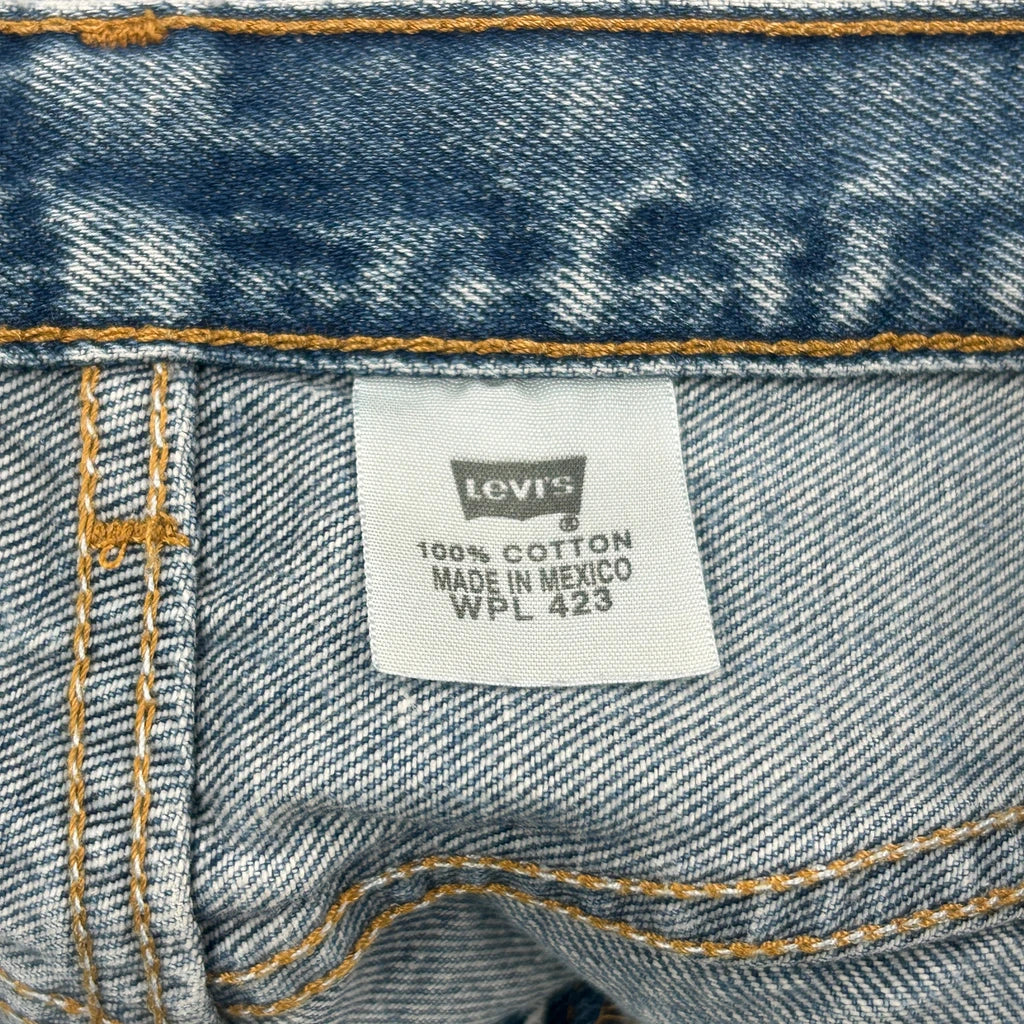 LEVI'S
®
100% COTTON
MADE IN MEXICO
WPL 423